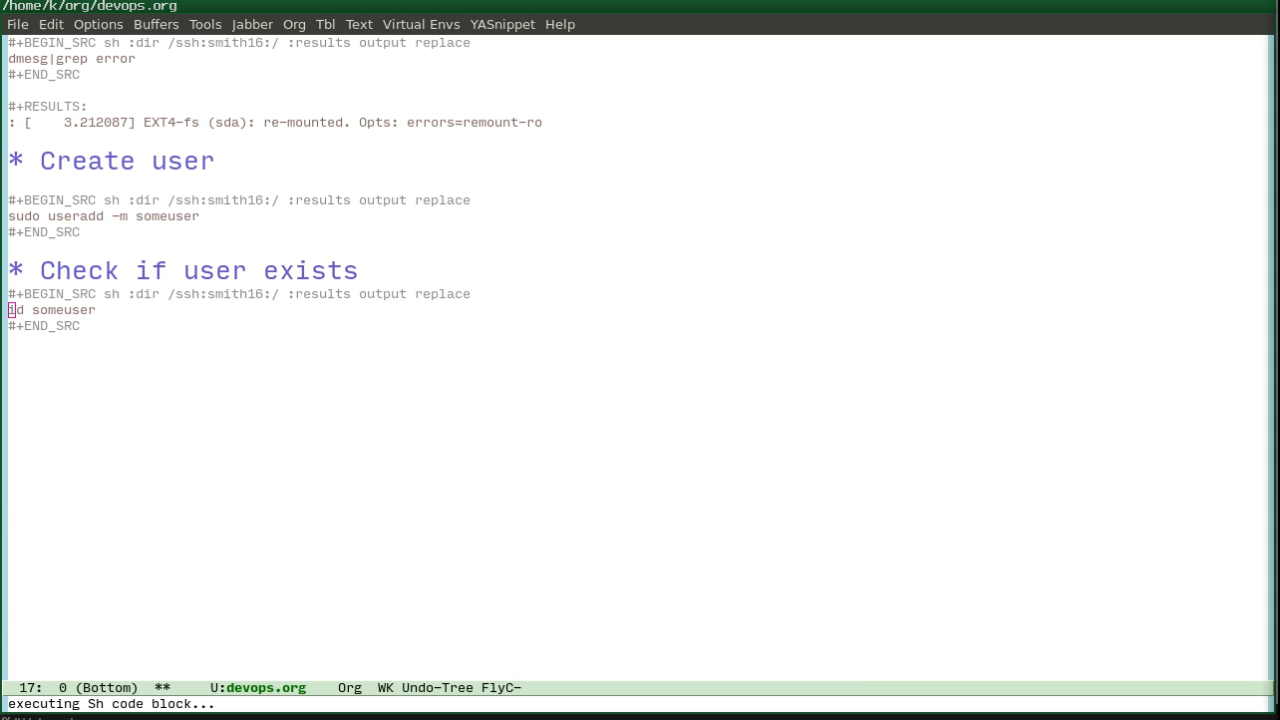 /home/k/org/devops.org
File Edit Options Buffers Tools Jabber Org Tbl Text Virtual Envs YASnippet Help
#+BEGIN_SRC sh :dir /ssh:smith16:/ :results output replace
dmesg|grep error
#+END_SRC
#+RESULTS:
: [    3.212087] EXT4-fs (sda): re-mounted. Opts: errors=remount-ro
* Create user
#+BEGIN_SRC sh :dir /ssh:smith16:/ :results output replace
sudo useradd -m someuser
#+END_SRC
* Check if user exists
#+BEGIN_SRC sh :dir /ssh:smith16:/ :results output replace
id someuser
#+END_SRC
17:  0 (Bottom)  **     U:devops.org    Org  WK Undo-Tree FlyC-
executing Sh code block...